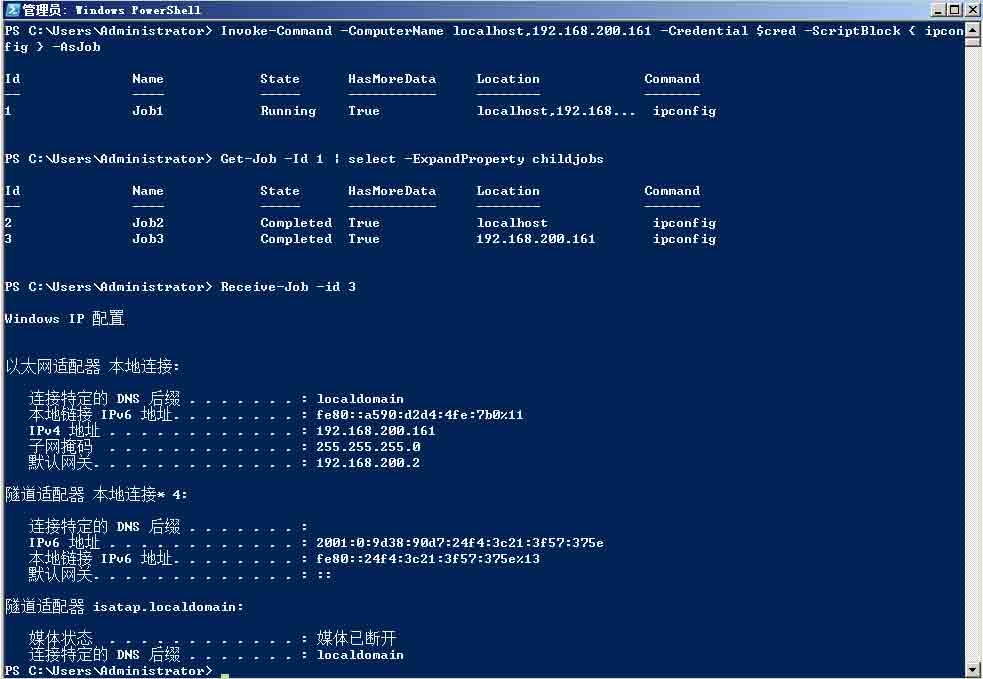 管理员: Windows PowerShell
PS C:\Users\Administrator> Invoke-Command -ComputerName localhost,192.168.200.161 -Credential $cred -ScriptBlock { ipcon
fig } -AsJob
Id Name State HasMoreData Location Command
-- ---- ----- ----------- -------- -------
1 Job1 Running True localhost,192.168... ipconfig
PS C:\Users\Administrator> Get-Job -Id 1 | select -ExpandProperty childjobs
Id Name State HasMoreData Location Command
-- ---- ----- ----------- -------- -------
2 Job2 Completed True localhost ipconfig
3 Job3 Completed True 192.168.200.161 ipconfig
PS C:\Users\Administrator> Receive-Job -id 3
Windows IP 配置
以太网适配器 本地连接:
连接特定的 DNS 后缀 . . . . . . . : localdomain
本地链接 IPv6 地址. . . . . . . . : fe80::a590:d2d4:4fe:7b0%11
IPv4 地址 . . . . . . . . . . . . : 192.168.200.161
子网掩码 . . . . . . . . . . . . : 255.255.255.0
默认网关. . . . . . . . . . . . . : 192.168.200.2
隧道适配器 本地连接* 4:
连接特定的 DNS 后缀 . . . . . . . :
IPv6 地址 . . . . . . . . . . . . : 2001:0:9d38:90d7:24f4:3c21:3f57:375e
本地链接 IPv6 地址. . . . . . . . : fe80::24f4:3c21:3f57:375e%13
默认网关. . . . . . . . . . . . . : ::
隧道适配器 isatap.localdomain:
媒体状态 . . . . . . . . . . . . : 媒体已断开
连接特定的 DNS 后缀 . . . . . . . : localdomain
PS C:\Users\Administrator>